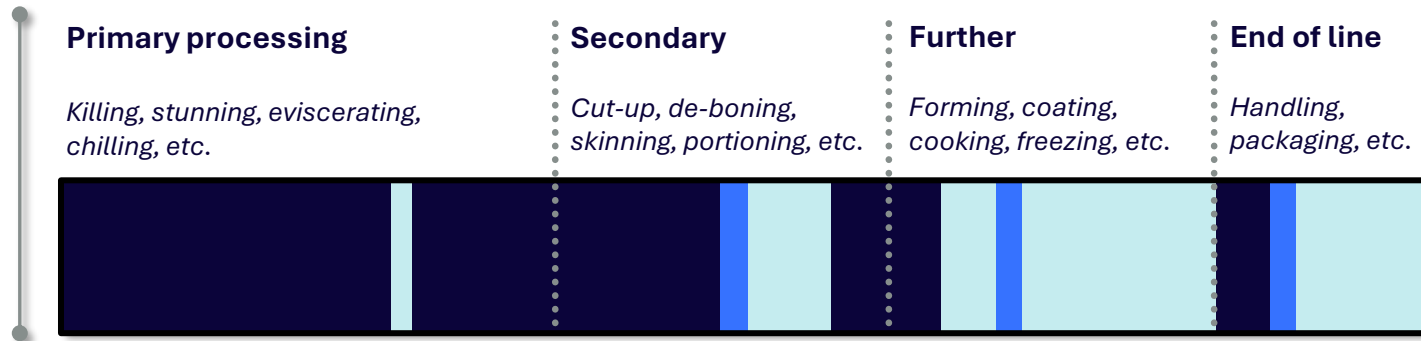 Primary processing
Killing, stunning, eviscerating,
chilling, etc.
Secondary
Cut-up, de-boning,
skinning, portioning, etc.
Further
Forming, coating,
cooking, freezing, etc.
End of line
Handling,
packaging, etc.